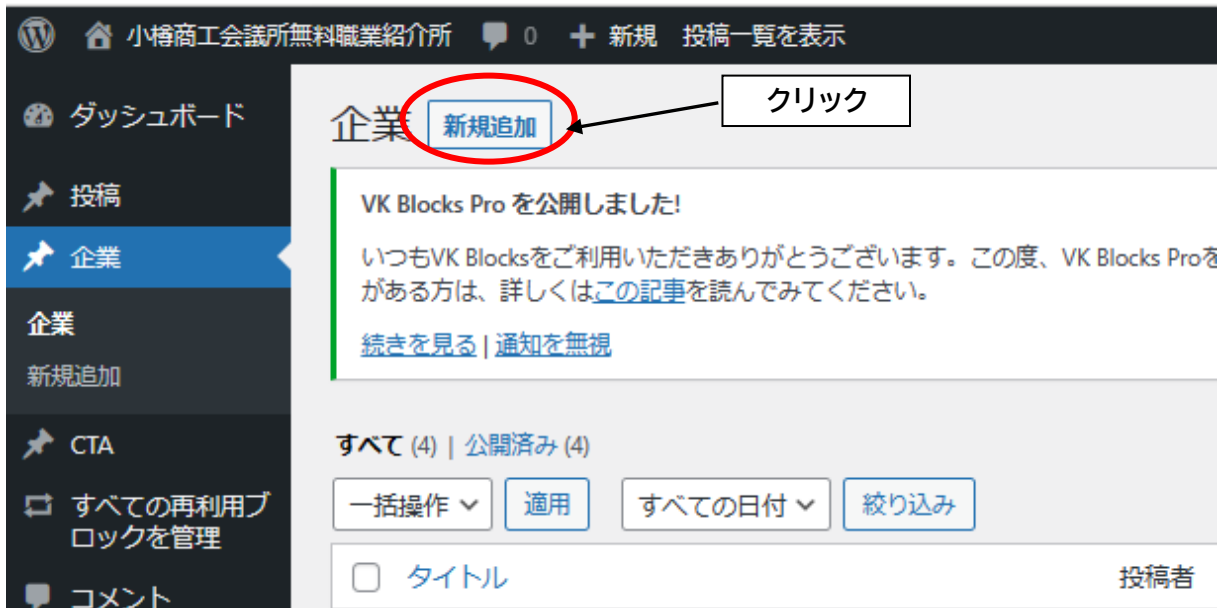 小樽商工会議所無料職業紹介所 0 新規 投稿一覧を表示
ダッシュボード
投稿
企業
企業
新規追加
CTA
すべての再利用ブ
ロックを管理
コメント
企業 新規追加
クリック
VK Blocks Pro を公開しました!
いつもVK Blocksをご利用いただきありがとうございます。この度、VK Blocks Proを
がある方は、詳しくはこの記事を読んでみてください。
続きを見る | 通知を無視
すべて (4) | 公開済み (4)
一括操作 適用 すべての日付 絞り込み
タイトル 投稿者